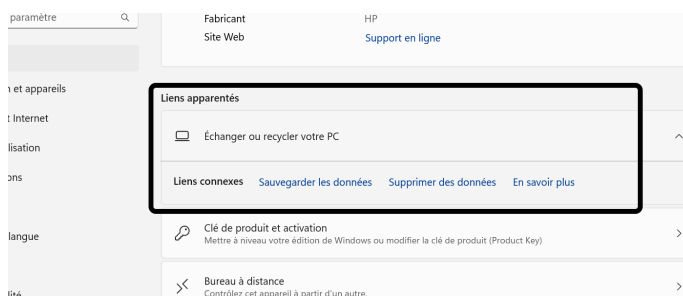 paramètre
Fabricant HP
Site Web Support en ligne
et appareils
Internet
Liens apparentés
Échanger ou recycler votre PC
Liens connexes Sauvegarder les données Supprimer des données En savoir plus
langue
Clé de produit et activation
Mettre à niveau votre édition de Windows ou modifier la clé de produit (Product Key)
Bureau à distance
Contrôlez cet appareil à partir d'un autre.